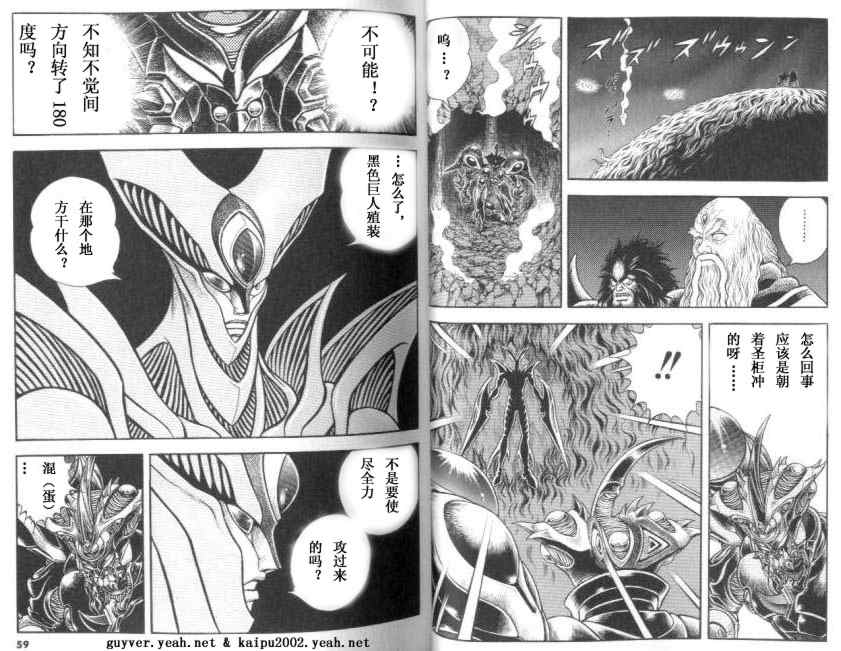 ズズズ
ズウゥンン
…………
呜
…？
怎么回事
应该是朝
着圣柜冲
的呀……
!!
不可能！？
不知不觉间
方向转了 180
度吗？
…怎么了，
黑色巨人殖装
在那个地
方干什么？
不是要使
尽全力
攻过来
的吗？
混（蛋）
…
59
guyver.yeah.net & kaipu2002.yeah.net